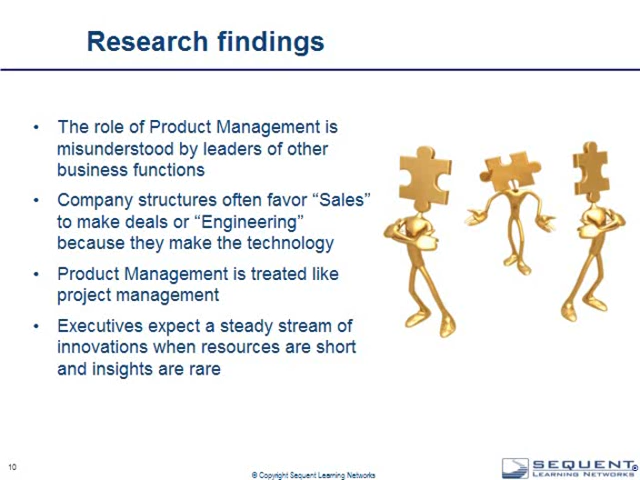 Research findings
• The role of Product Management is
misunderstood by leaders of other
business functions
• Company structures often favor “Sales”
to make deals or “Engineering”
because they make the technology
• Product Management is treated like
project management
• Executives expect a steady stream of
innovations when resources are short
and insights are rare
10
© Copyright Sequent Learning Networks
SEQUENT
LEARNING NETWORKS®